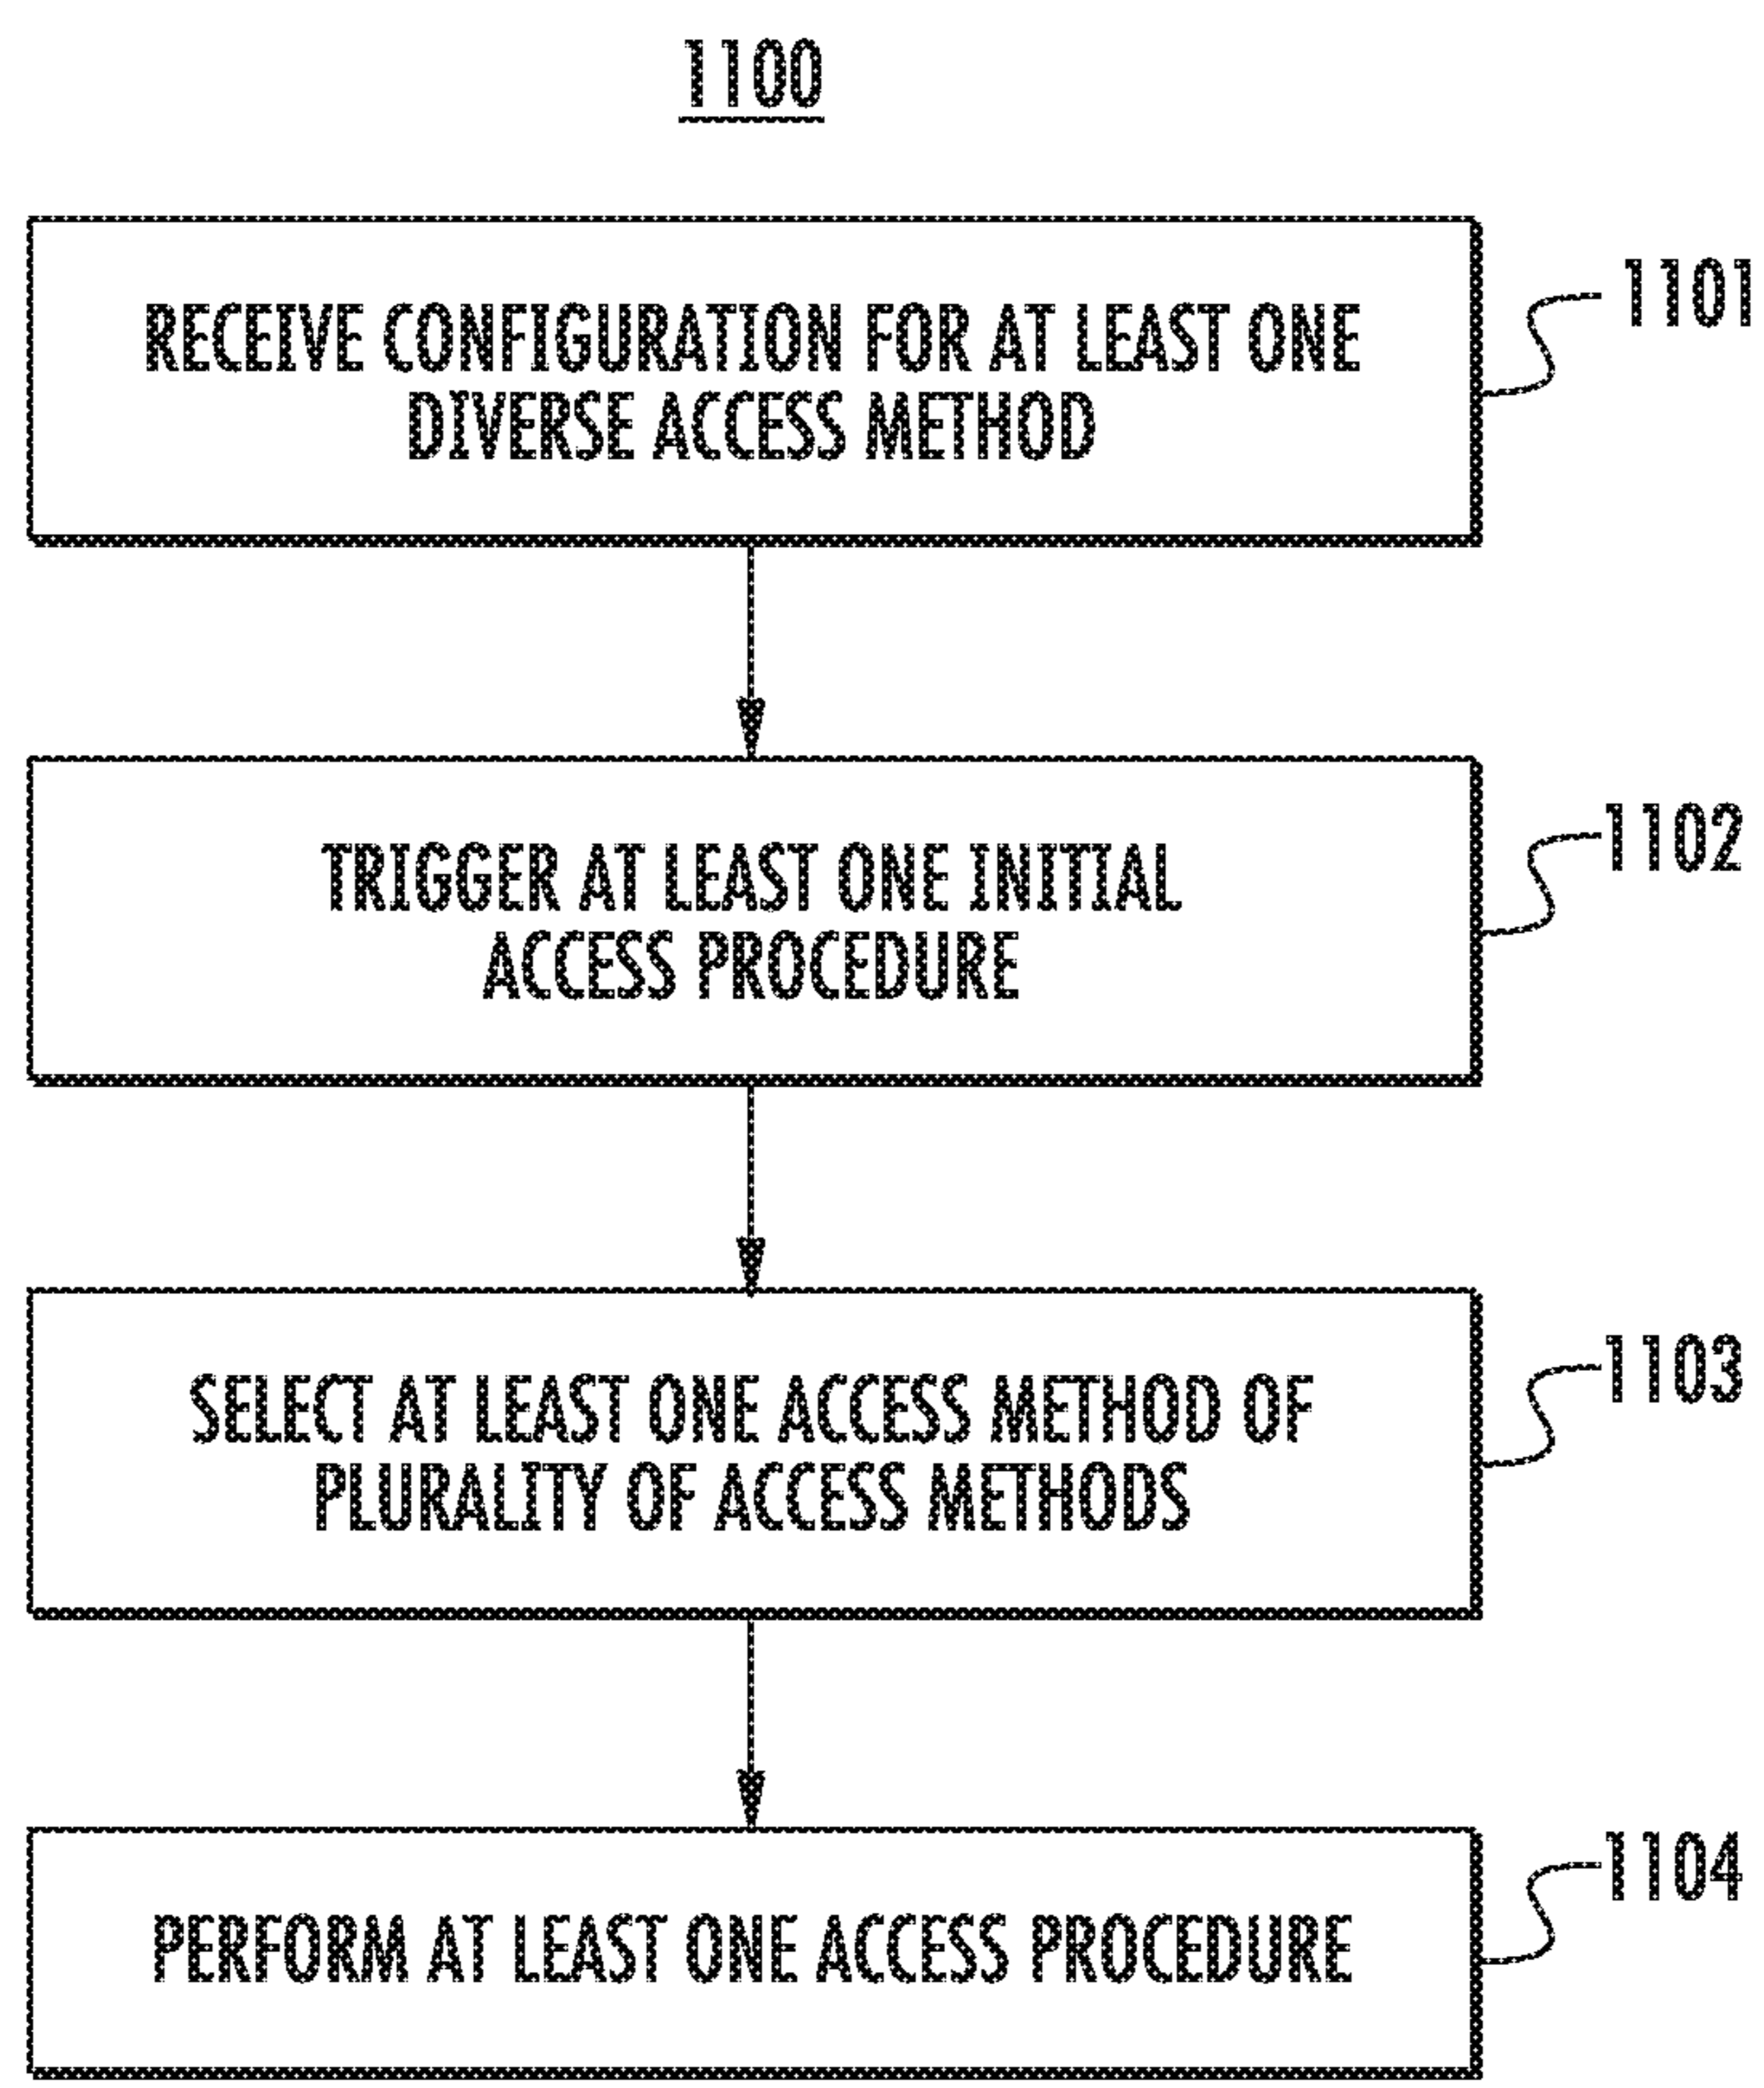 1100
RECEIVE CONFIGURATION FOR AT LEAST ONE
DIVERSE ACCESS METHOD
1101
TRIGGER AT LEAST ONE INITIAL
ACCESS PROCEDURE
1102
SELECT AT LEAST ONE ACCESS METHOD OF
PLURALITY OF ACCESS METHODS
1103
PERFORM AT LEAST ONE ACCESS PROCEDURE
1104